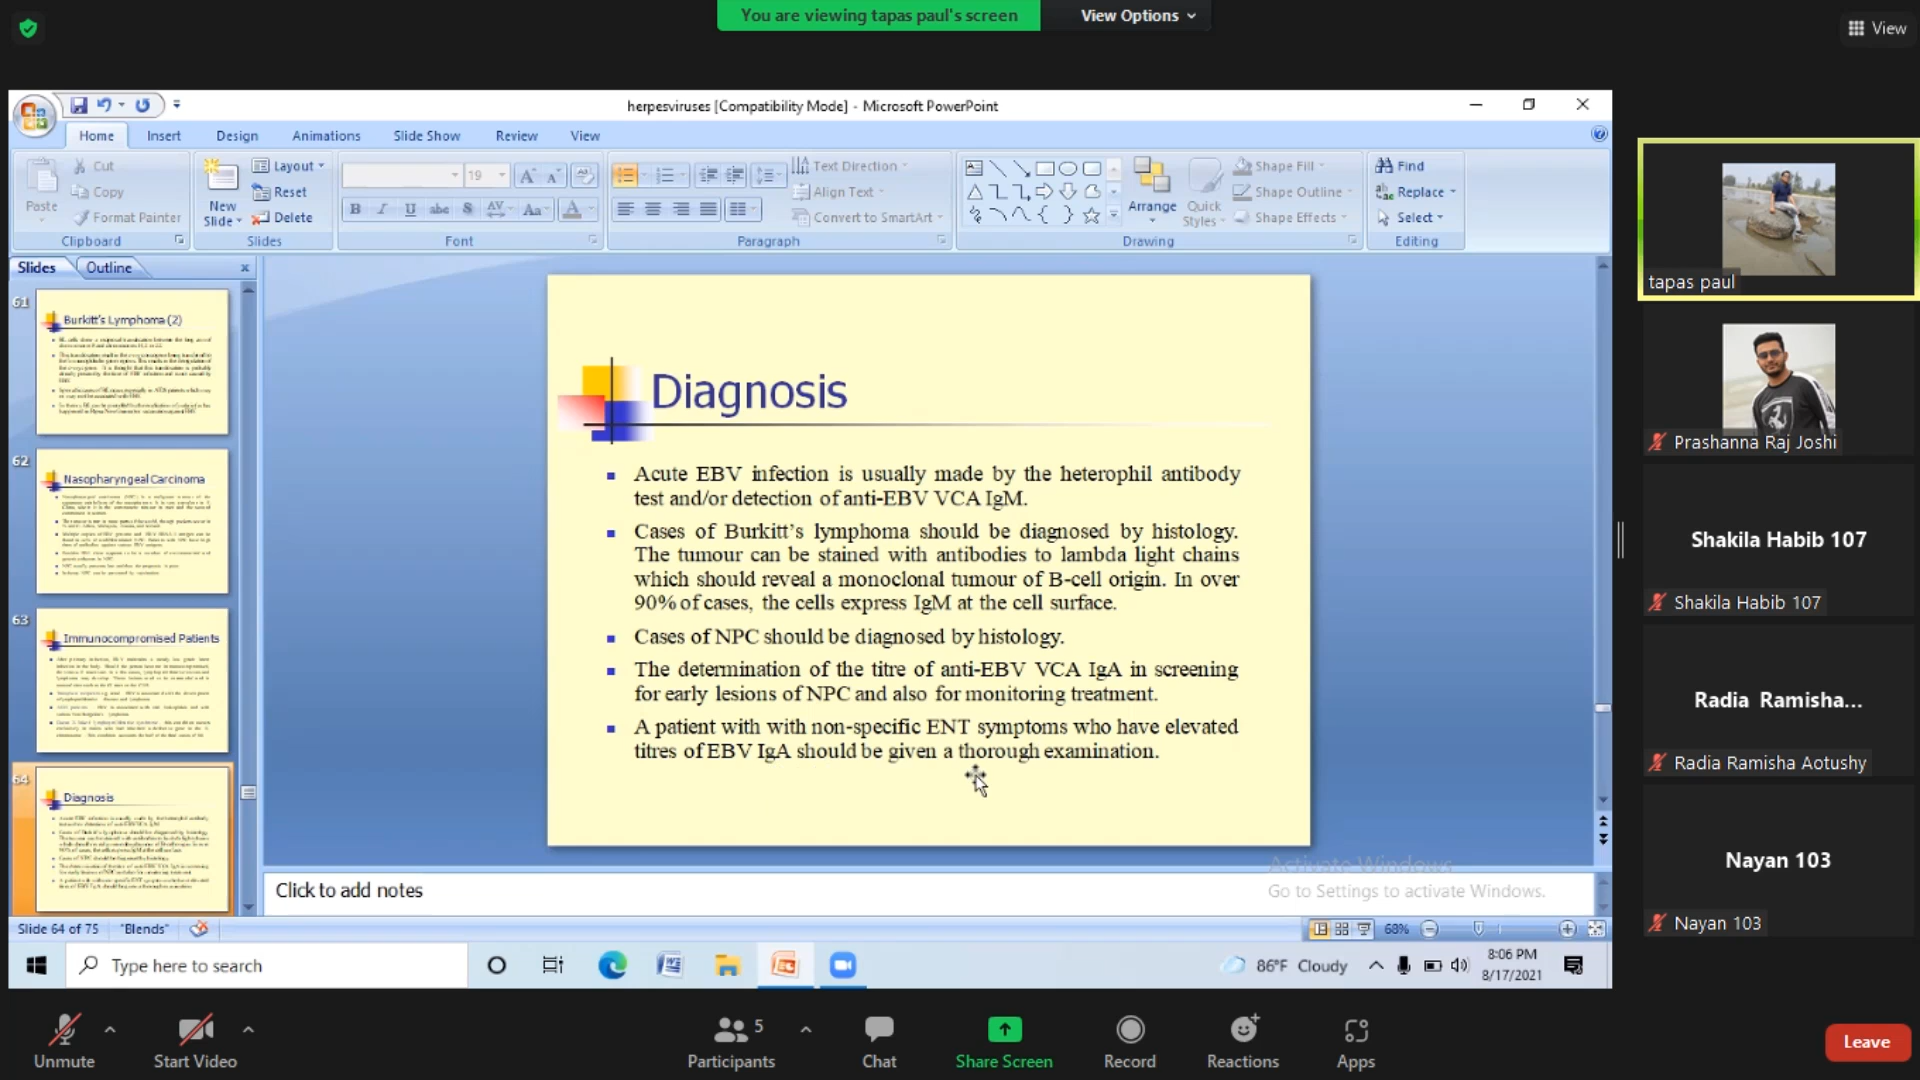 You are viewing tapas paul's screen
View Options
View
herpesviruses [Compatibility Mode] - Microsoft PowerPoint
Home Insert Design Animations Slide Show Review View
Paste
Cut
Copy
Format Painter
Clipboard
New Slide
Layout
Reset
Delete
Slides
19
Font
Text Direction
Align Text
Convert to SmartArt
Paragraph
Arrange
Quick Styles
Shape Fill
Shape Outline
Shape Effects
Drawing
Find
Replace
Select
Editing
Slides Outline
61
Burkitt's Lymphoma (2)
62
Nasopharyngeal Carcinoma
63
Immunocompromised Patients
64
Diagnosis
Diagnosis
Acute EBV infection is usually made by the heterophil antibody
test and/or detection of anti-EBV VCA IgM.
Cases of Burkitt's lymphoma should be diagnosed by histology.
The tumour can be stained with antibodies to lambda light chains
which should reveal a monoclonal tumour of B-cell origin. In over
90% of cases, the cells express IgM at the cell surface.
Cases of NPC should be diagnosed by histology.
The determination of the titre of anti-EBV VCA IgA in screening
for early lesions of NPC and also for monitoring treatment.
A patient with with non-specific ENT symptoms who have elevated
titres of EBV IgA should be given a thorough examination.
Activate Windows
Go to Settings to activate Windows.
Click to add notes
Slide 64 of 75 "Blends"
68%
Type here to search
86°F Cloudy
8:06 PM
8/17/2021
tapas paul
Prashanna Raj Joshi
Shakila Habib 107
Shakila Habib 107
Radia Ramisha...
Radia Ramisha Aotushy
Nayan 103
Nayan 103
Unmute
Start Video
5
Participants
Chat
Share Screen
Record
Reactions
Apps
Leave